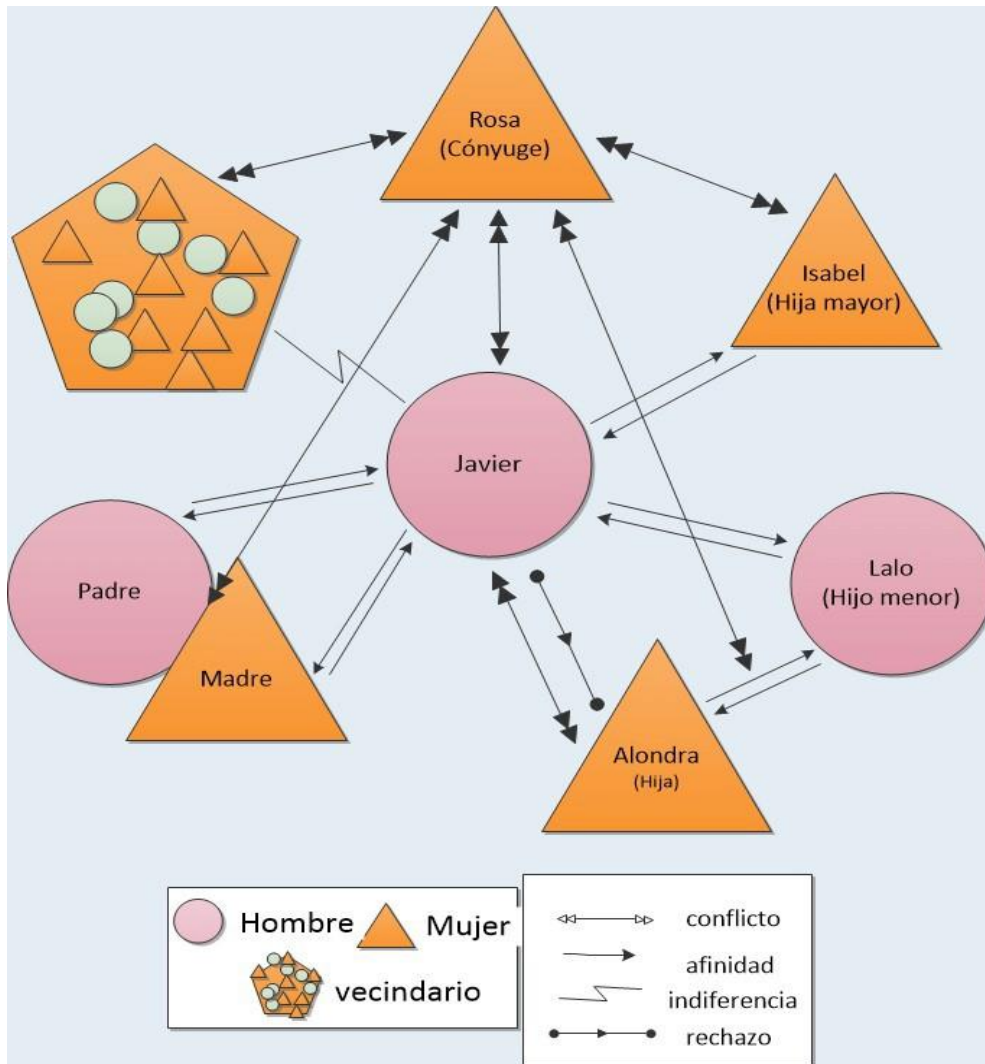 Rosa
(Cónyuge)
Isabel
(Hija mayor)
Javier
Padre
Lalo
(Hijo menor)
Madre
Alondra
(Hija)
Hombre
Mujer
vecindario
conflicto
afinidad
indiferencia
rechazo